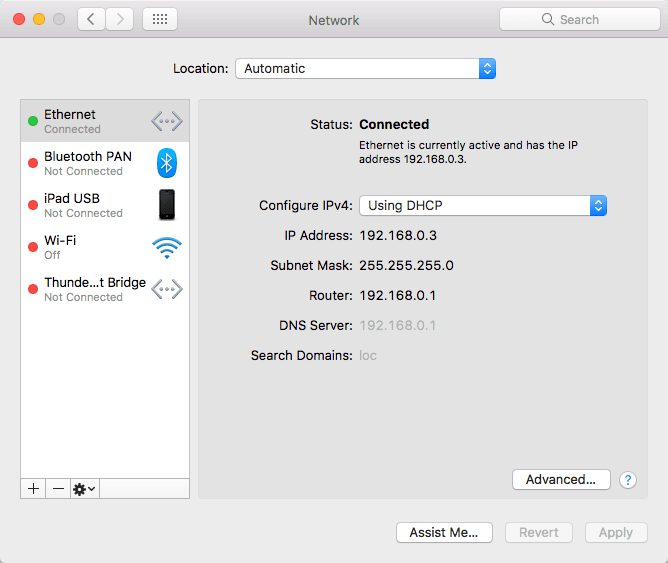 Network
Search
Location: Automatic
Ethernet
Connected
Bluetooth PAN
Not Connected
iPad USB
Not Connected
Wi-Fi
Off
Thunde...t Bridge
Not Connected
Status: Connected
Ethernet is currently active and has the IP
address 192.168.0.3.
Configure IPv4: Using DHCP
IP Address: 192.168.0.3
Subnet Mask: 255.255.255.0
Router: 192.168.0.1
DNS Server: 192.168.0.1
Search Domains: loc
Advanced... ?
Assist Me... Revert Apply